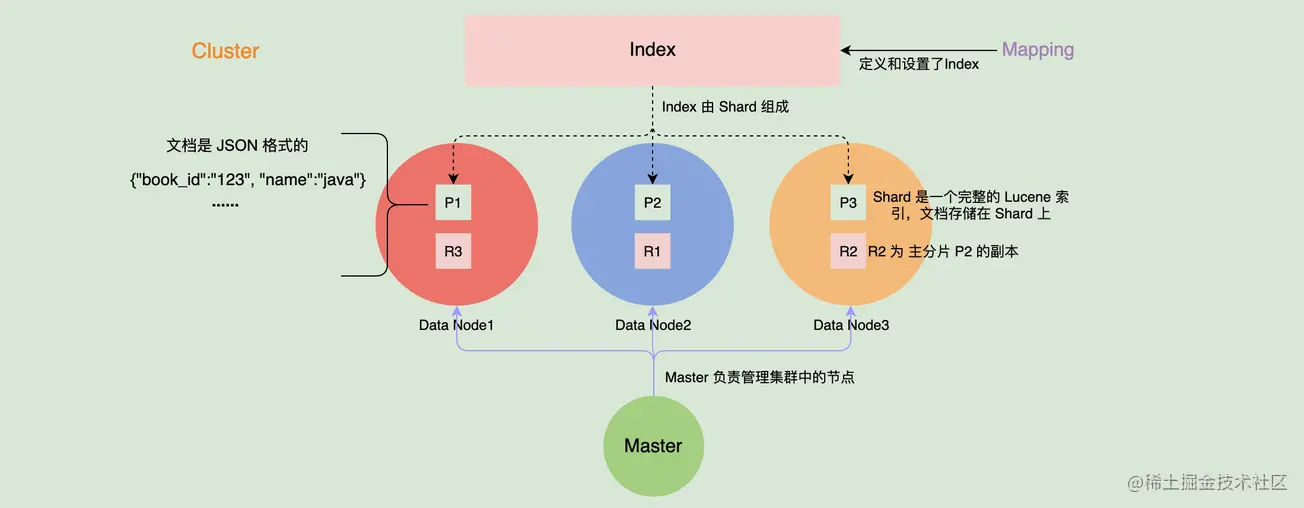 Cluster
Index
Mapping
定义和设置了Index
Index 由 Shard 组成
文档是 JSON 格式的
{"book_id":"123", "name":"java"}
......
P1
P2
P3
Shard 是一个完整的 Lucene 索
引，文档存储在 Shard 上
R3
R1
R2
R2 为 主分片 P2 的副本
Data Node1
Data Node2
Data Node3
Master 负责管理集群中的节点
Master
@稀土掘金技术社区